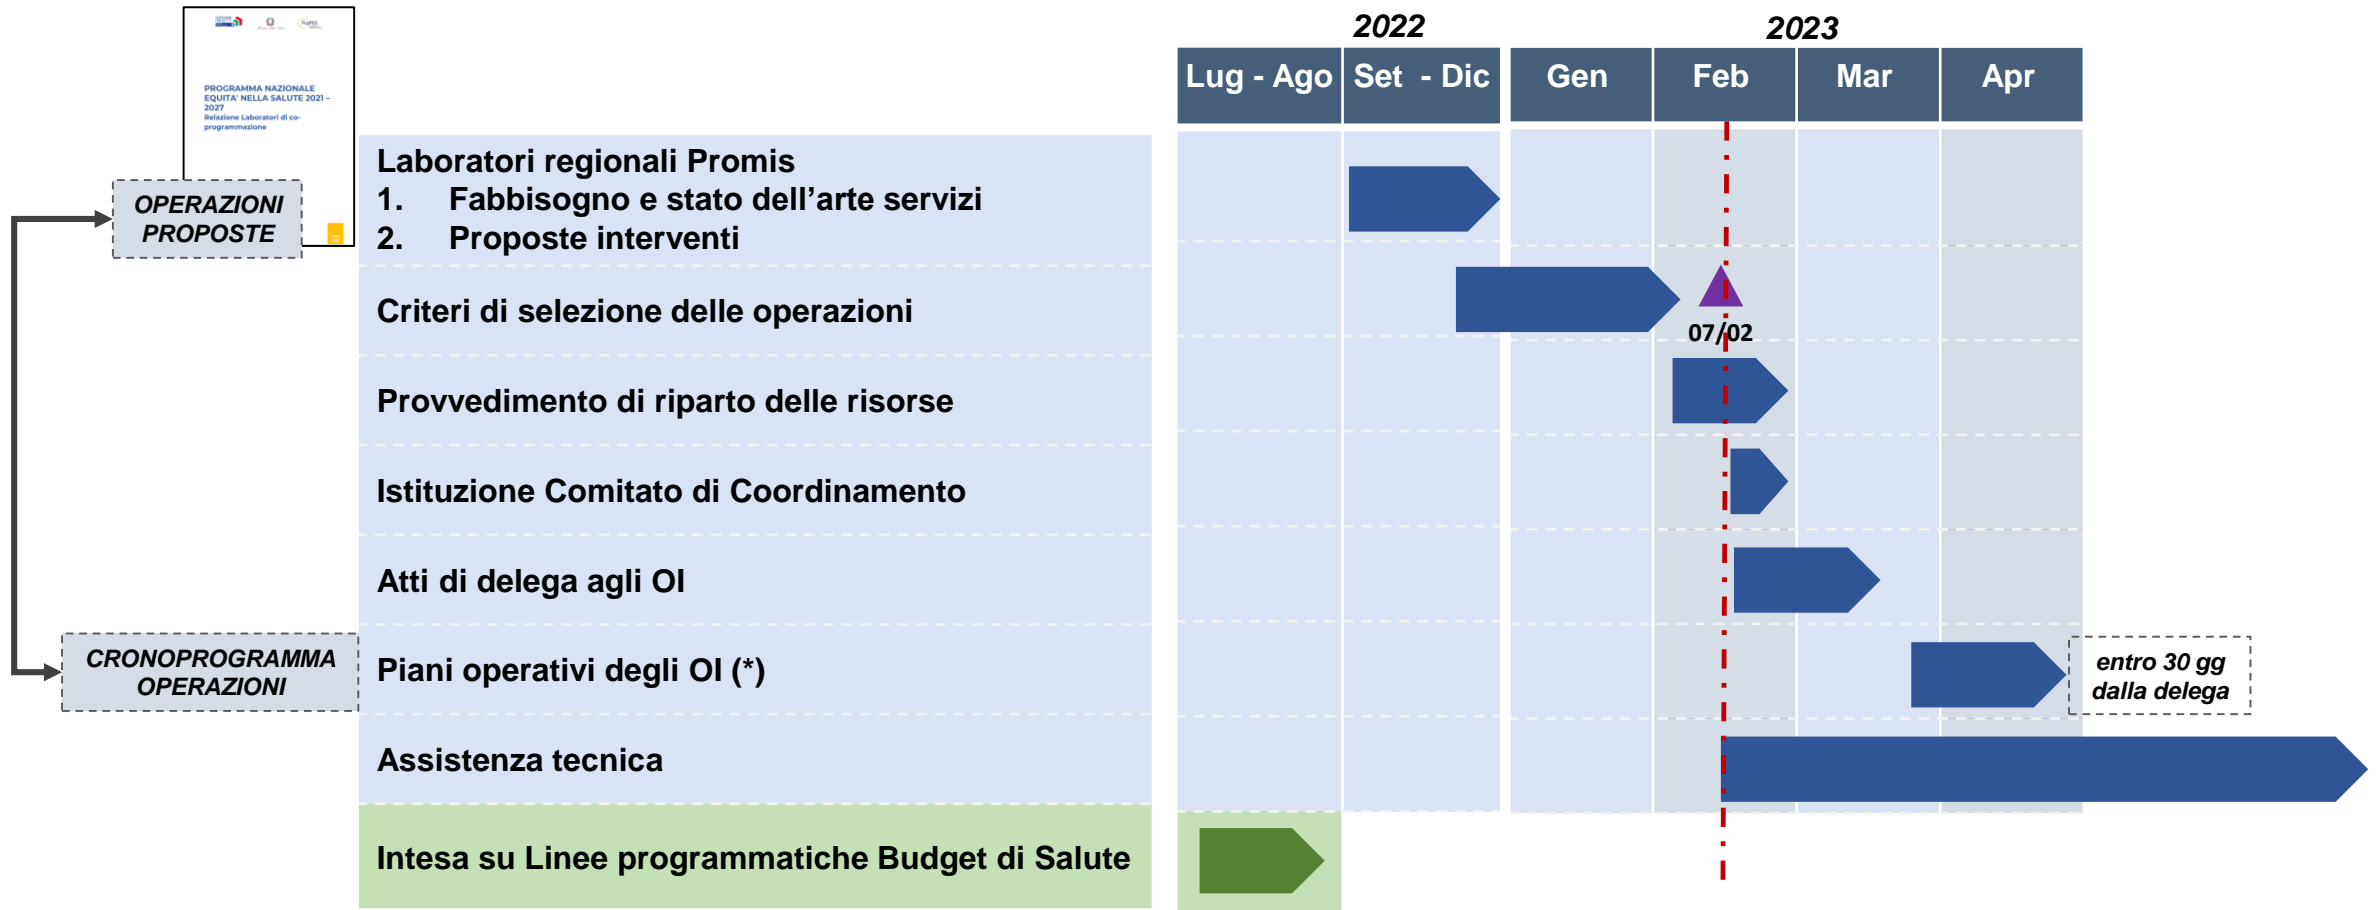 2022
2023
Lug - Ago
Set - Dic
Gen
Feb
Mar
Apr
PROGRAMMA NAZIONALE
EQUITA' NELLA SALUTE 2021 –
2027
Relazione Laboratori di co-
programmazione
OPERAZIONI
PROPOSTE
Laboratori regionali Promis
1. Fabbisogno e stato dell’arte servizi
2. Proposte interventi
Criteri di selezione delle operazioni
07/02
Provvedimento di riparto delle risorse
Istituzione Comitato di Coordinamento
Atti di delega agli OI
CRONOPROGRAMMA
OPERAZIONI
Piani operativi degli OI (*)
entro 30 gg
dalla delega
Assistenza tecnica
Intesa su Linee programmatiche Budget di Salute